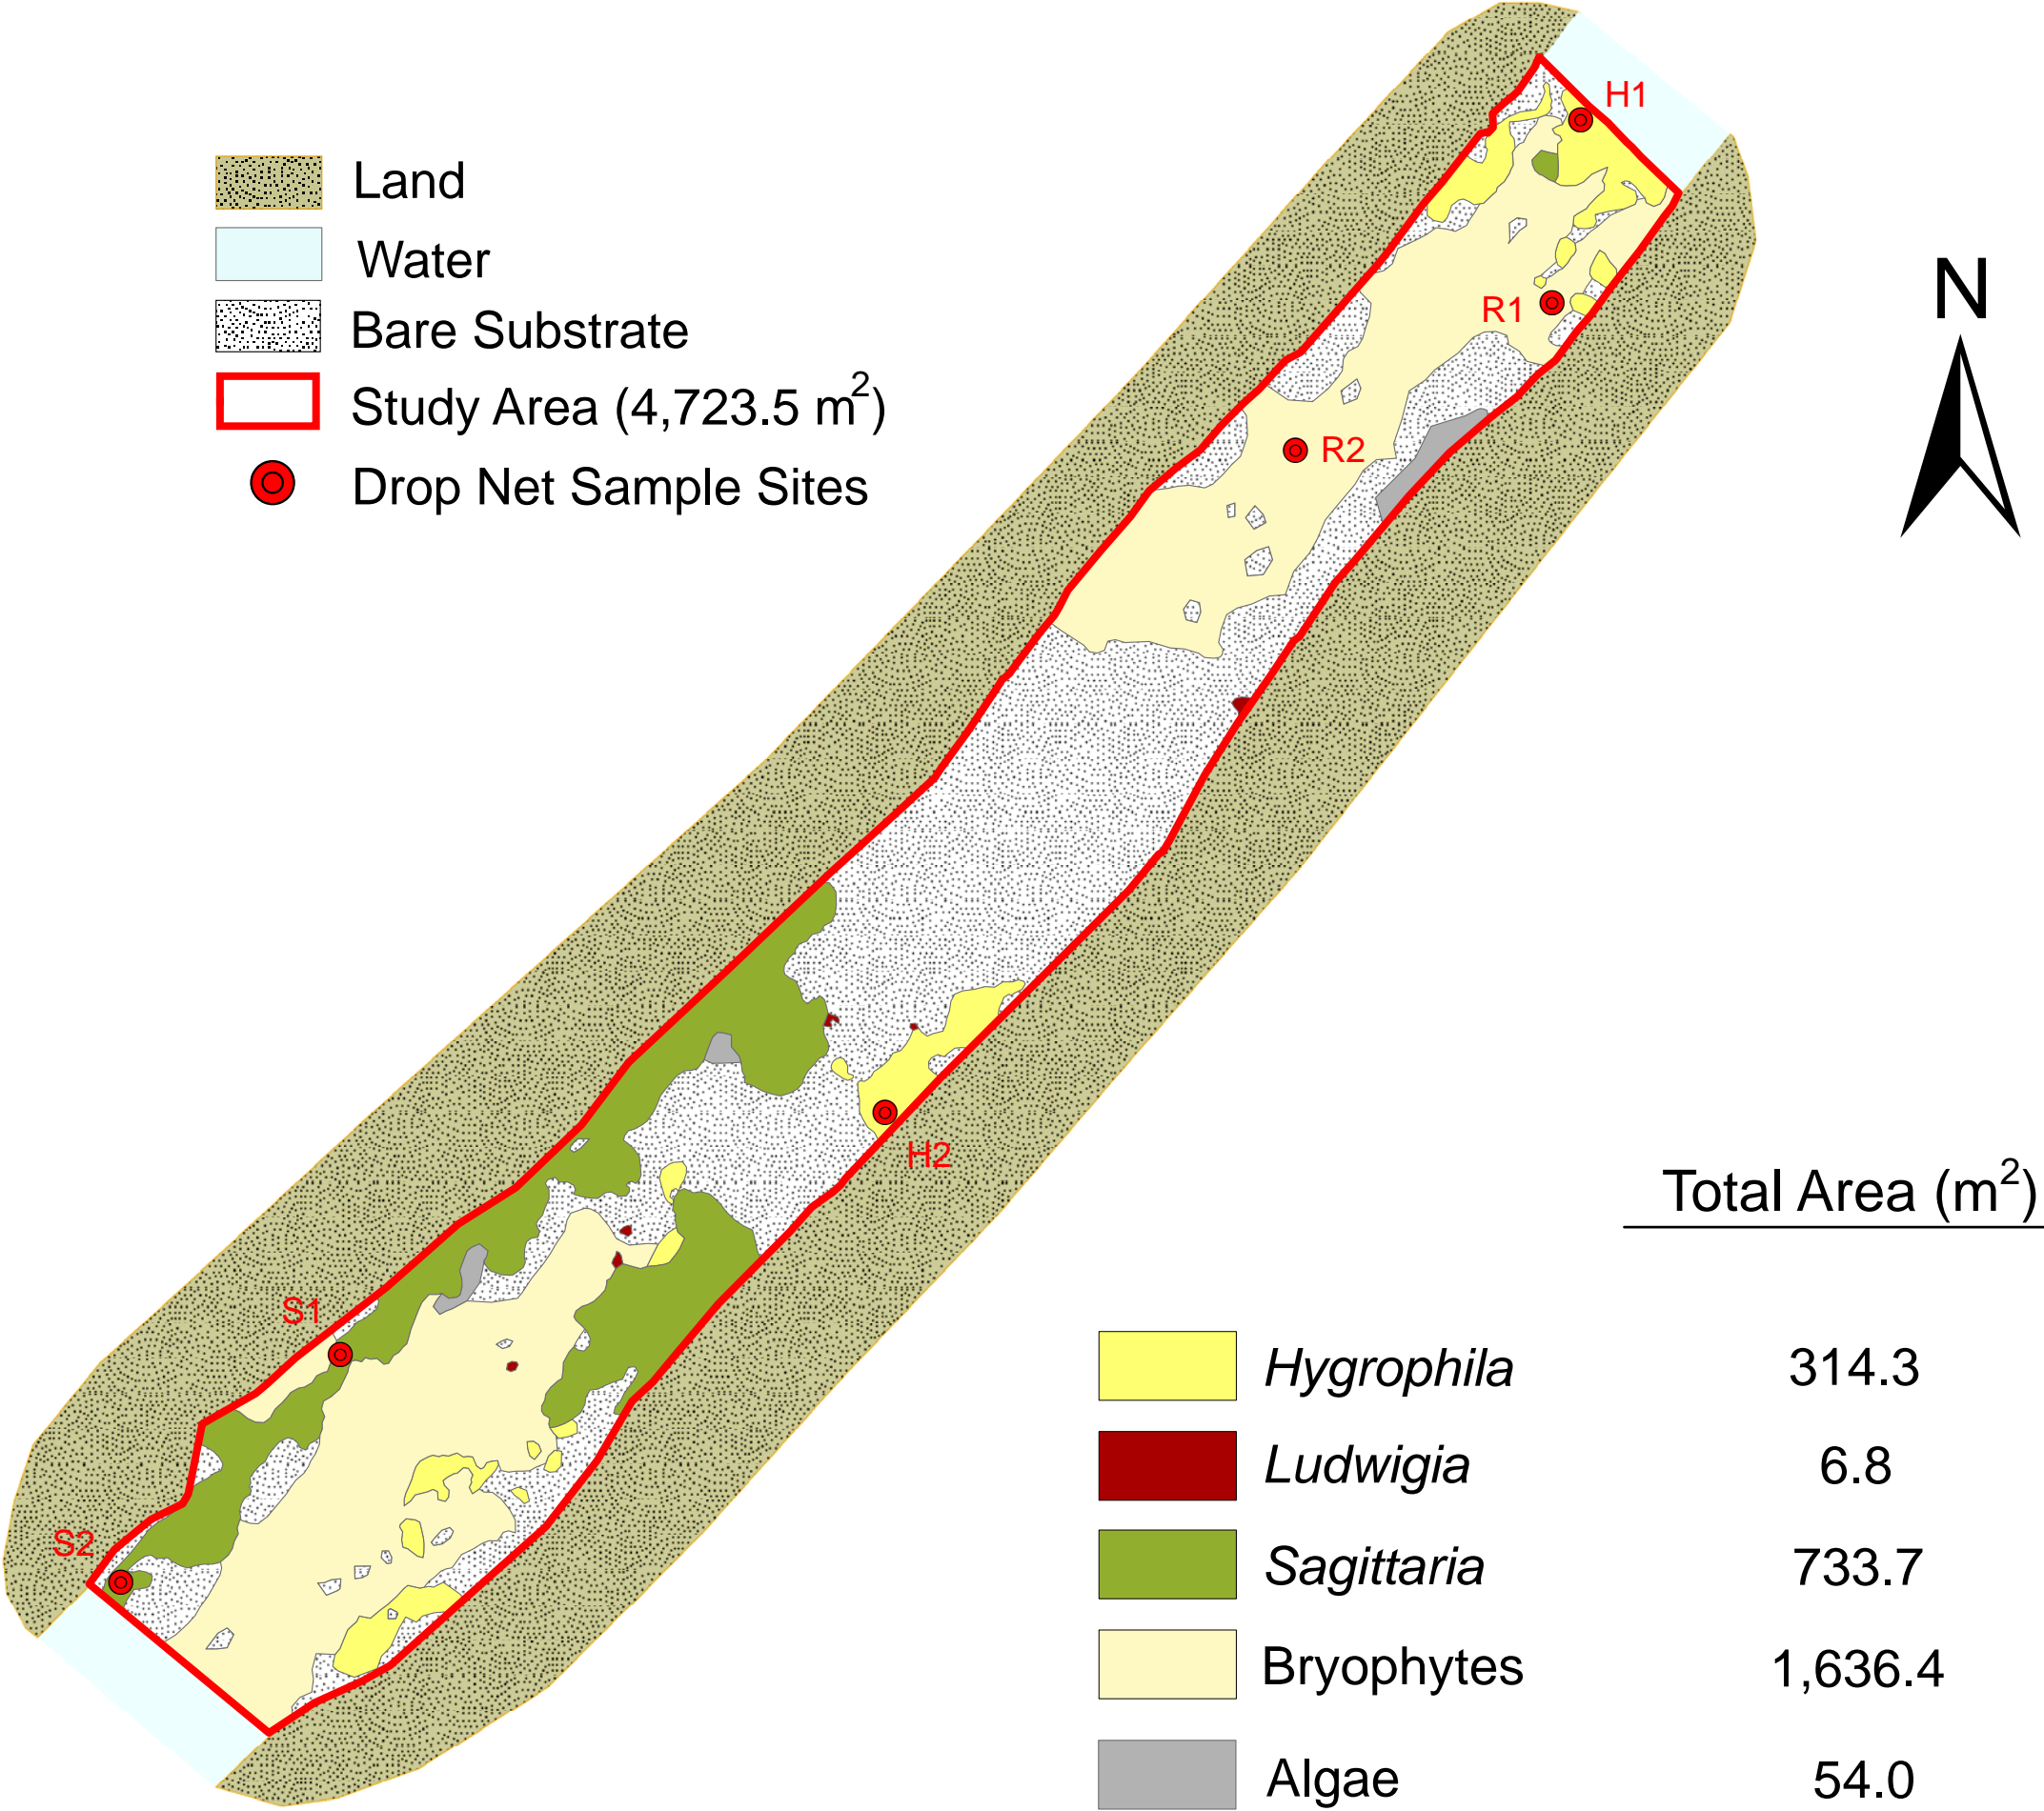 H1
Land
Water
N
Bare Substrate
R1
Study Area (4,723.5 m²)
R2
Drop Net Sample Sites
H2
Total Area (m²)
S1
Hygrophila 314.3
Ludwigia 6.8
S2
Sagittaria 733.7
Bryophytes 1,636.4
Algae 54.0